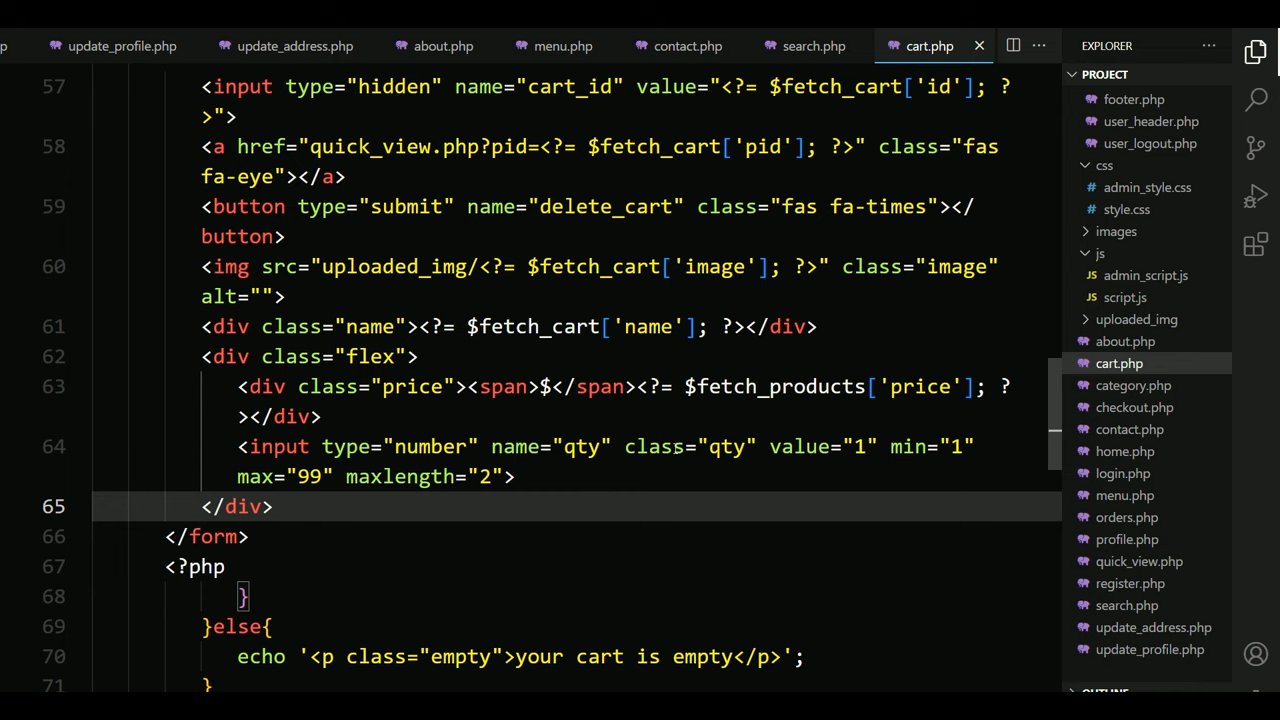 p
update_profile.php
update_address.php
about.php
menu.php
contact.php
search.php
cart.php
EXPLORER
57 <input type="hidden" name="cart_id" value="<?= $fetch_cart['id']; ?
>">
58 <a href="quick_view.php?pid=<?= $fetch_cart['pid']; ?>" class="fas
fa-eye"></a>
59 <button type="submit" name="delete_cart" class="fas fa-times"></
button>
60 <img src="uploaded_img/<?= $fetch_cart['image']; ?>" class="image"
alt="">
61 <div class="name"><?= $fetch_cart['name']; ?></div>
62 <div class="flex">
63 <div class="price"><span>$</span><?= $fetch_products['price']; ?
></div>
64 <input type="number" name="qty" class="qty" value="1" min="1"
max="99" maxlength="2">
65 </div>
66 </form>
67 <?php
68 }
69 }else{
70 echo '<p class="empty">your cart is empty</p>';
71 }
PROJECT
footer.php
user_header.php
user_logout.php
css
admin_style.css
style.css
images
js
admin_script.js
script.js
uploaded_img
about.php
cart.php
category.php
checkout.php
contact.php
home.php
login.php
menu.php
orders.php
profile.php
quick_view.php
register.php
search.php
update_address.php
update_profile.php
OUTLINE